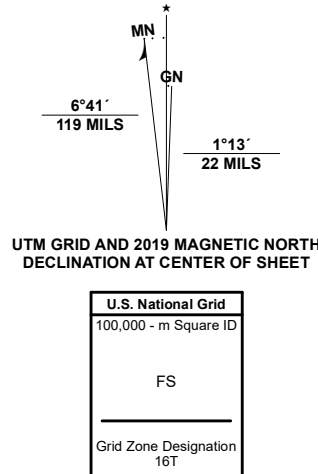 ★
MN
GN
6°41´
119 MILS
1°13´
22 MILS
UTM GRID AND 2019 MAGNETIC NORTH
DECLINATION AT CENTER OF SHEET
U.S. National Grid
100,000 - m Square ID
FS
Grid Zone Designation
16T